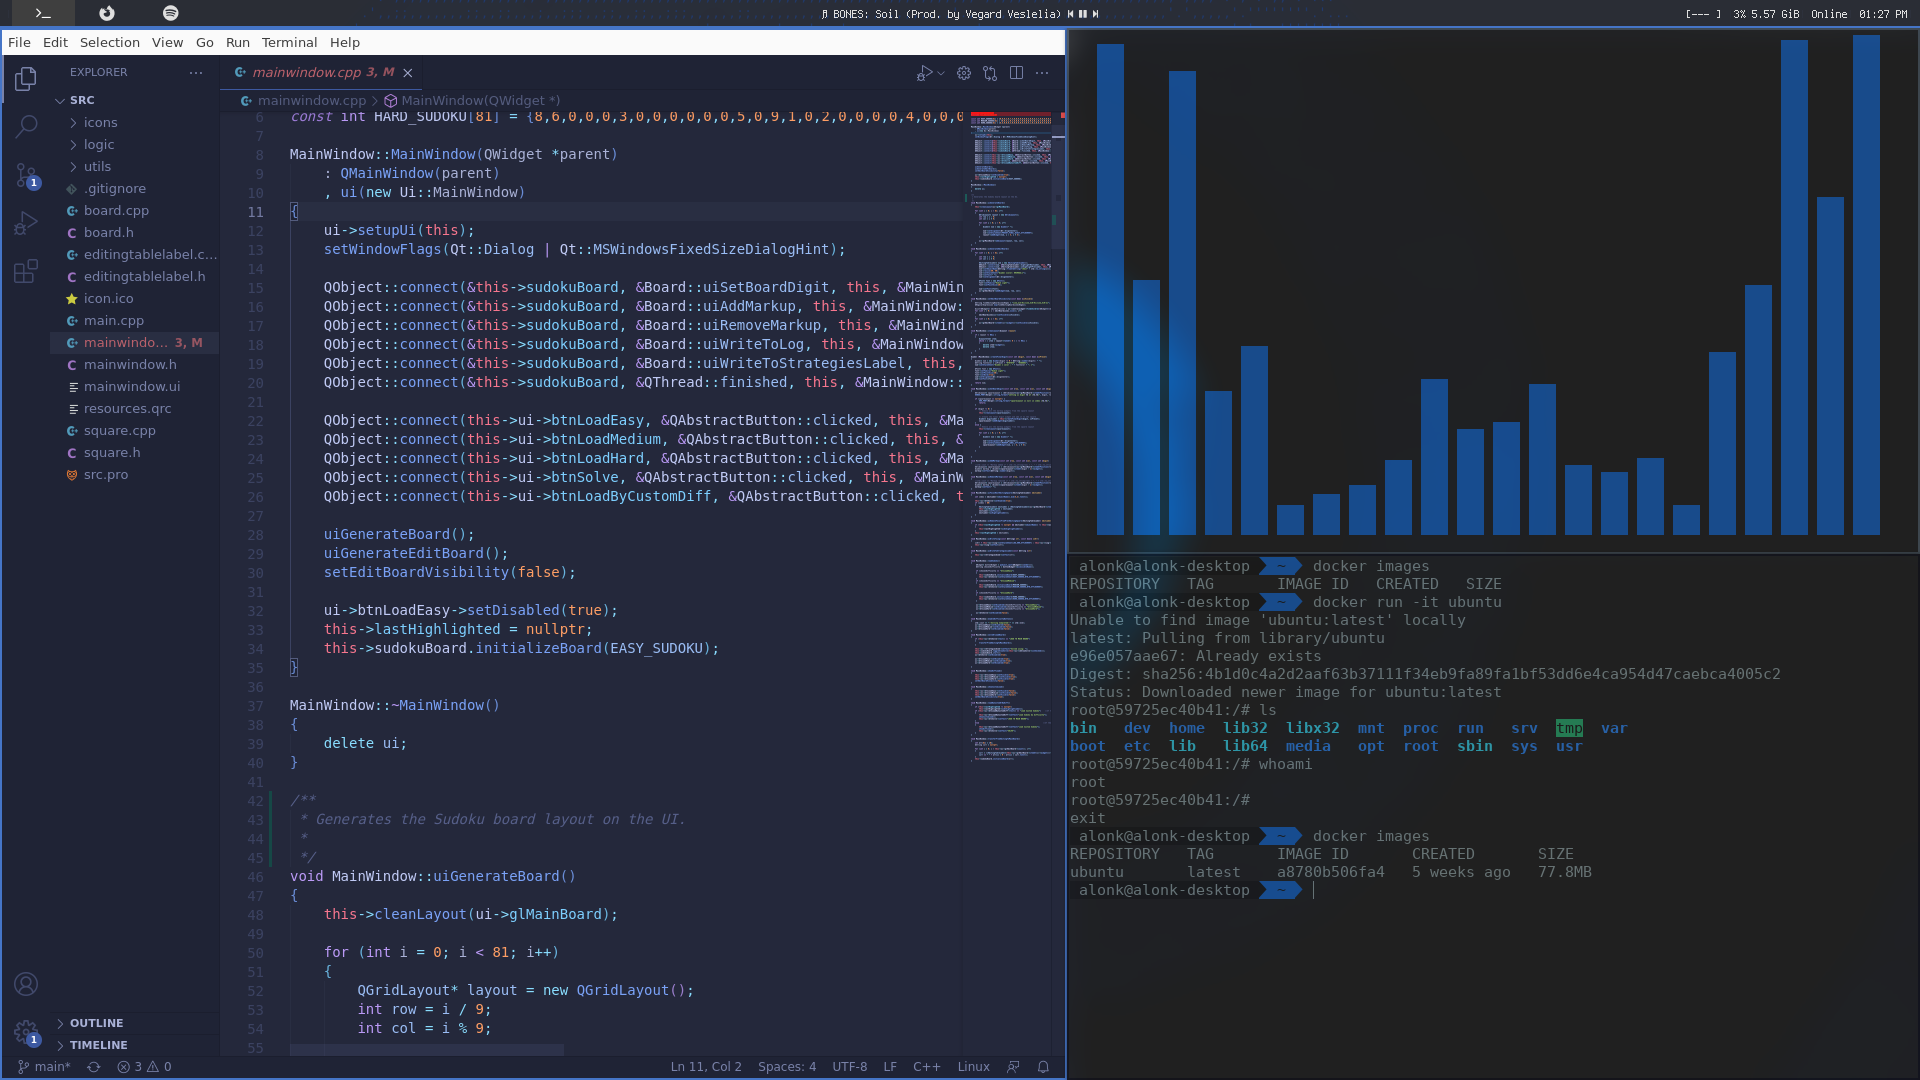 >_
♫ BONES: Soil (Prod. by Vegard Veslelia)
[--- ] 3% 5.57 GiB Online 01:27 PM
File Edit Selection View Go Run Terminal Help
EXPLORER ···
SRC
icons
logic
utils
.gitignore
board.cpp
board.h
editingtablelabel.c...
editingtablelabel.h
icon.ico
main.cpp
mainwindo... 3, M
mainwindow.h
mainwindow.ui
resources.qrc
square.cpp
square.h
src.pro
OUTLINE
TIMELINE
1
1
mainwindow.cpp 3, M
mainwindow.cpp > MainWindow(QWidget *)
6 const int HARD_SUDOKU[81] = {8,6,0,0,0,3,0,0,0,0,0,0,5,0,9,1,0,2,0,0,0,0,4,0,0,0
7
8 MainWindow::MainWindow(QWidget *parent)
9 : QMainWindow(parent)
10 , ui(new Ui::MainWindow)
11 {
12 ui->setupUi(this);
13 setWindowFlags(Qt::Dialog | Qt::MSWindowsFixedSizeDialogHint);
14
15 QObject::connect(&this->sudokuBoard, &Board::uiSetBoardDigit, this, &MainWin
16 QObject::connect(&this->sudokuBoard, &Board::uiAddMarkup, this, &MainWindow:
17 QObject::connect(&this->sudokuBoard, &Board::uiRemoveMarkup, this, &MainWind
18 QObject::connect(&this->sudokuBoard, &Board::uiWriteToLog, this, &MainWindow
19 QObject::connect(&this->sudokuBoard, &Board::uiWriteToStrategiesLabel, this,
20 QObject::connect(&this->sudokuBoard, &QThread::finished, this, &MainWindow::
21
22 QObject::connect(this->ui->btnLoadEasy, &QAbstractButton::clicked, this, &Ma
23 QObject::connect(this->ui->btnLoadMedium, &QAbstractButton::clicked, this, &
24 QObject::connect(this->ui->btnLoadHard, &QAbstractButton::clicked, this, &Ma
25 QObject::connect(this->ui->btnSolve, &QAbstractButton::clicked, this, &MainW
26 QObject::connect(this->ui->btnLoadByCustomDiff, &QAbstractButton::clicked, t
27
28 uiGenerateBoard();
29 uiGenerateEditBoard();
30 setEditBoardVisibility(false);
31
32 ui->btnLoadEasy->setDisabled(true);
33 this->lastHighlighted = nullptr;
34 this->sudokuBoard.initializeBoard(EASY_SUDOKU);
35 }
36
37 MainWindow::~MainWindow()
38 {
39 delete ui;
40 }
41
42 /**
43 * Generates the Sudoku board layout on the UI.
44 *
45 */
46 void MainWindow::uiGenerateBoard()
47 {
48 this->cleanLayout(ui->glMainBoard);
49
50 for (int i = 0; i < 81; i++)
51 {
52 QGridLayout* layout = new QGridLayout();
53 int row = i / 9;
54 int col = i % 9;
55
main* 3 0
Ln 11, Col 2 Spaces: 4 UTF-8 LF C++ Linux
alonk@alonk-desktop ~ docker images
REPOSITORY TAG IMAGE ID CREATED SIZE
alonk@alonk-desktop ~ docker run -it ubuntu
Unable to find image 'ubuntu:latest' locally
latest: Pulling from library/ubuntu
e96e057aae67: Already exists
Digest: sha256:4b1d0c4a2d2aaf63b37111f34eb9fa89fa1bf53dd6e4ca954d47caebca4005c2
Status: Downloaded newer image for ubuntu:latest
root@59725ec40b41:/# ls
bin dev home lib32 libx32 mnt proc run srv tmp var
boot etc lib lib64 media opt root sbin sys usr
root@59725ec40b41:/# whoami
root
root@59725ec40b41:/#
exit
alonk@alonk-desktop ~ docker images
REPOSITORY TAG IMAGE ID CREATED SIZE
ubuntu latest a8780b506fa4 5 weeks ago 77.8MB
alonk@alonk-desktop ~